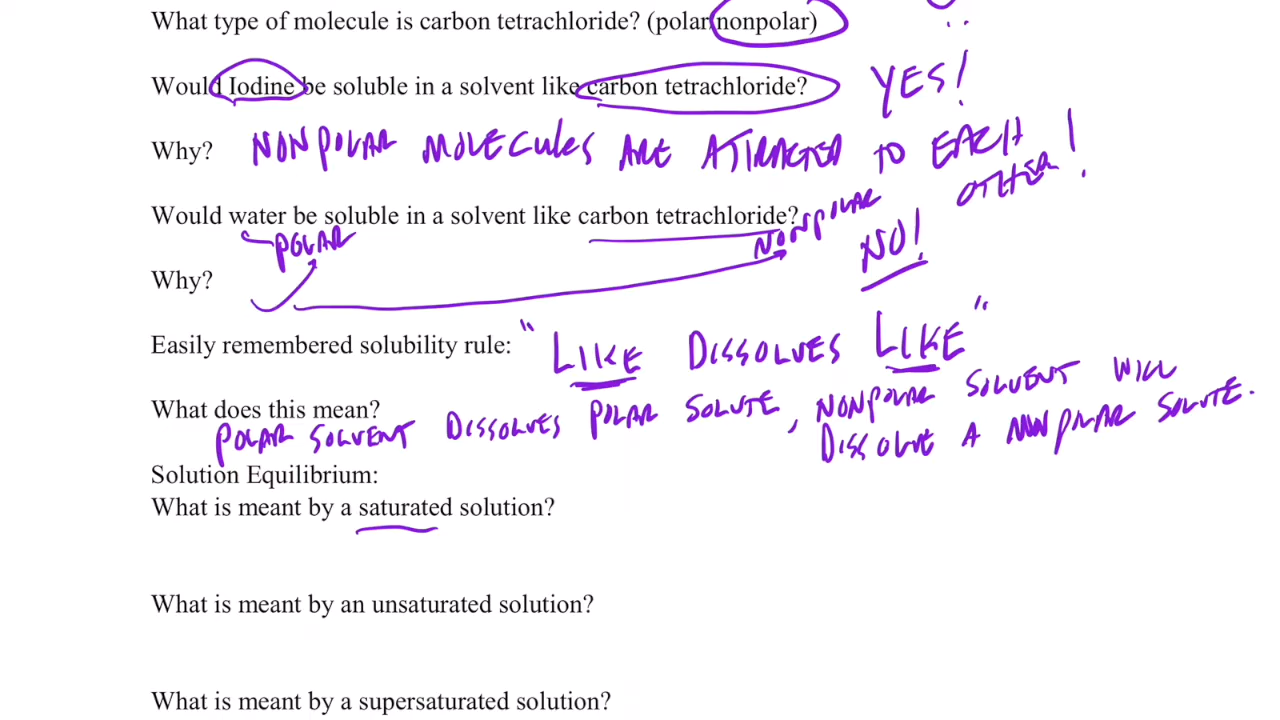 What type of molecule is carbon tetrachloride? (polar, nonpolar)
Would Iodine be soluble in a solvent like carbon tetrachloride? YES!
Why? NONPOLAR MOLECULES ARE ATTRACTED TO EACH OTHER!
Would water be soluble in a solvent like carbon tetrachloride? NO!
POLAR NONPOLAR
Why?
Easily remembered solubility rule: "LIKE DISSOLVES LIKE"
What does this mean?
POLAR SOLVENT DISSOLVES POLAR SOLUTE, NONPOLAR SOLVENT WILL
DISSOLVE A NONPOLAR SOLUTE.
Solution Equilibrium:
What is meant by a saturated solution?
What is meant by an unsaturated solution?
What is meant by a supersaturated solution?